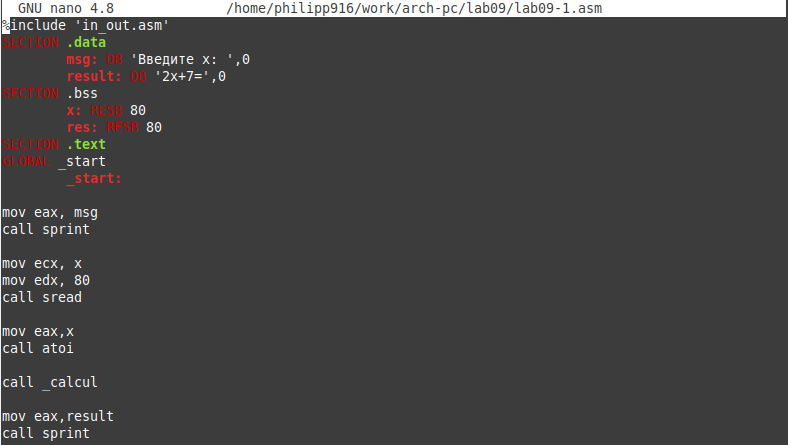 GNU nano 4.8 /home/philipp916/work/arch-pc/lab09/lab09-1.asm
%include 'in_out.asm'
SECTION .data
msg: DB 'Введите x: ',0
result: DB '2x+7=',0
SECTION .bss
x: RESB 80
res: RESB 80
SECTION .text
GLOBAL _start
_start:
mov eax, msg
call sprint
mov ecx, x
mov edx, 80
call sread
mov eax,x
call atoi
call _calcul
mov eax,result
call sprint